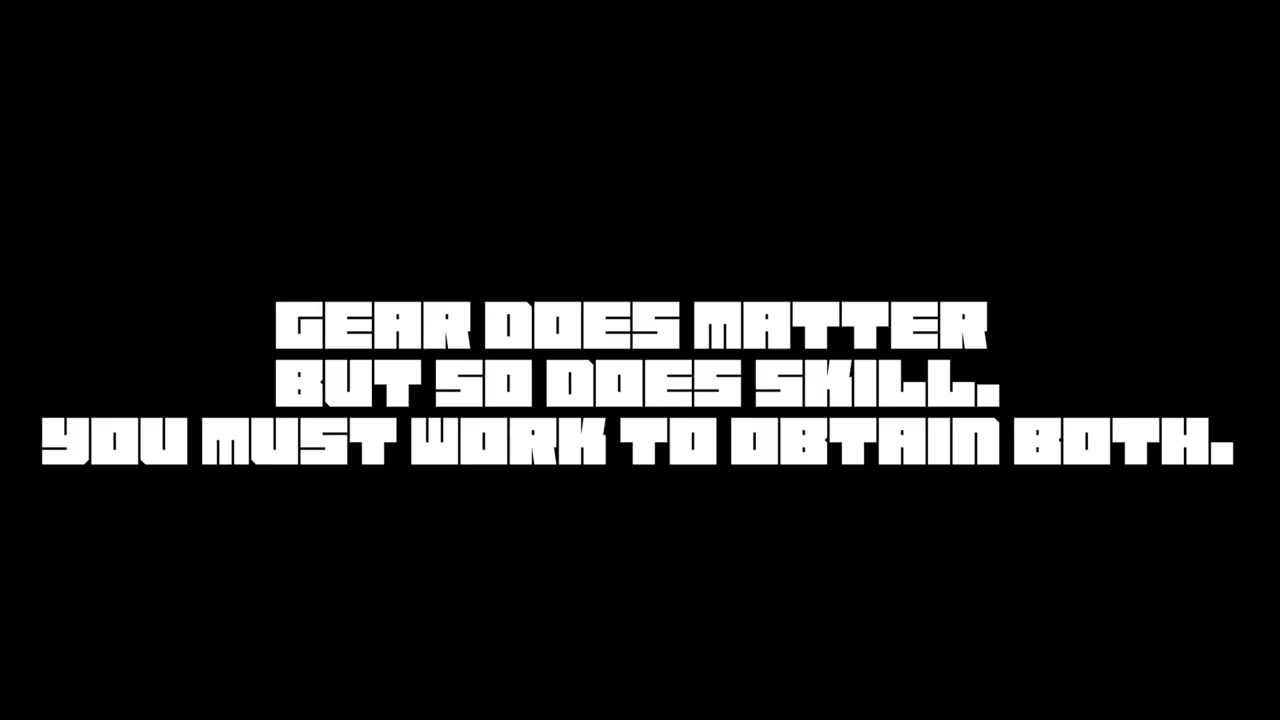 GEAR DOES MATTER
BUT SO DOES SKILL.
YOU MUST WORK TO OBTAIN BOTH.